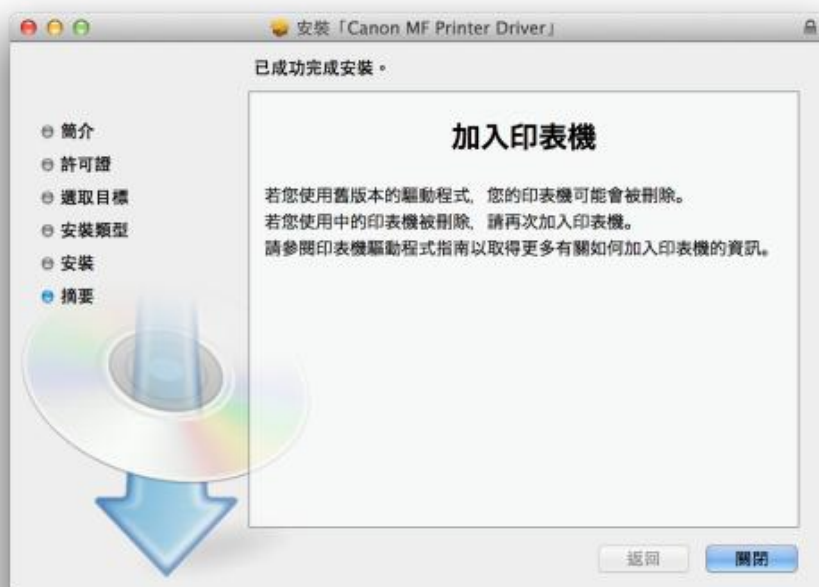 安裝「Canon MF Printer Driver」
已成功完成安裝。
簡介
許可證
選取目標
安裝類型
安裝
摘要
加入印表機
若您使用舊版本的驅動程式，您的印表機可能會被刪除。
若您使用中的印表機被刪除，請再次加入印表機。
請參閱印表機驅動程式指南以取得更多有關如何加入印表機的資訊。
返回
關閉